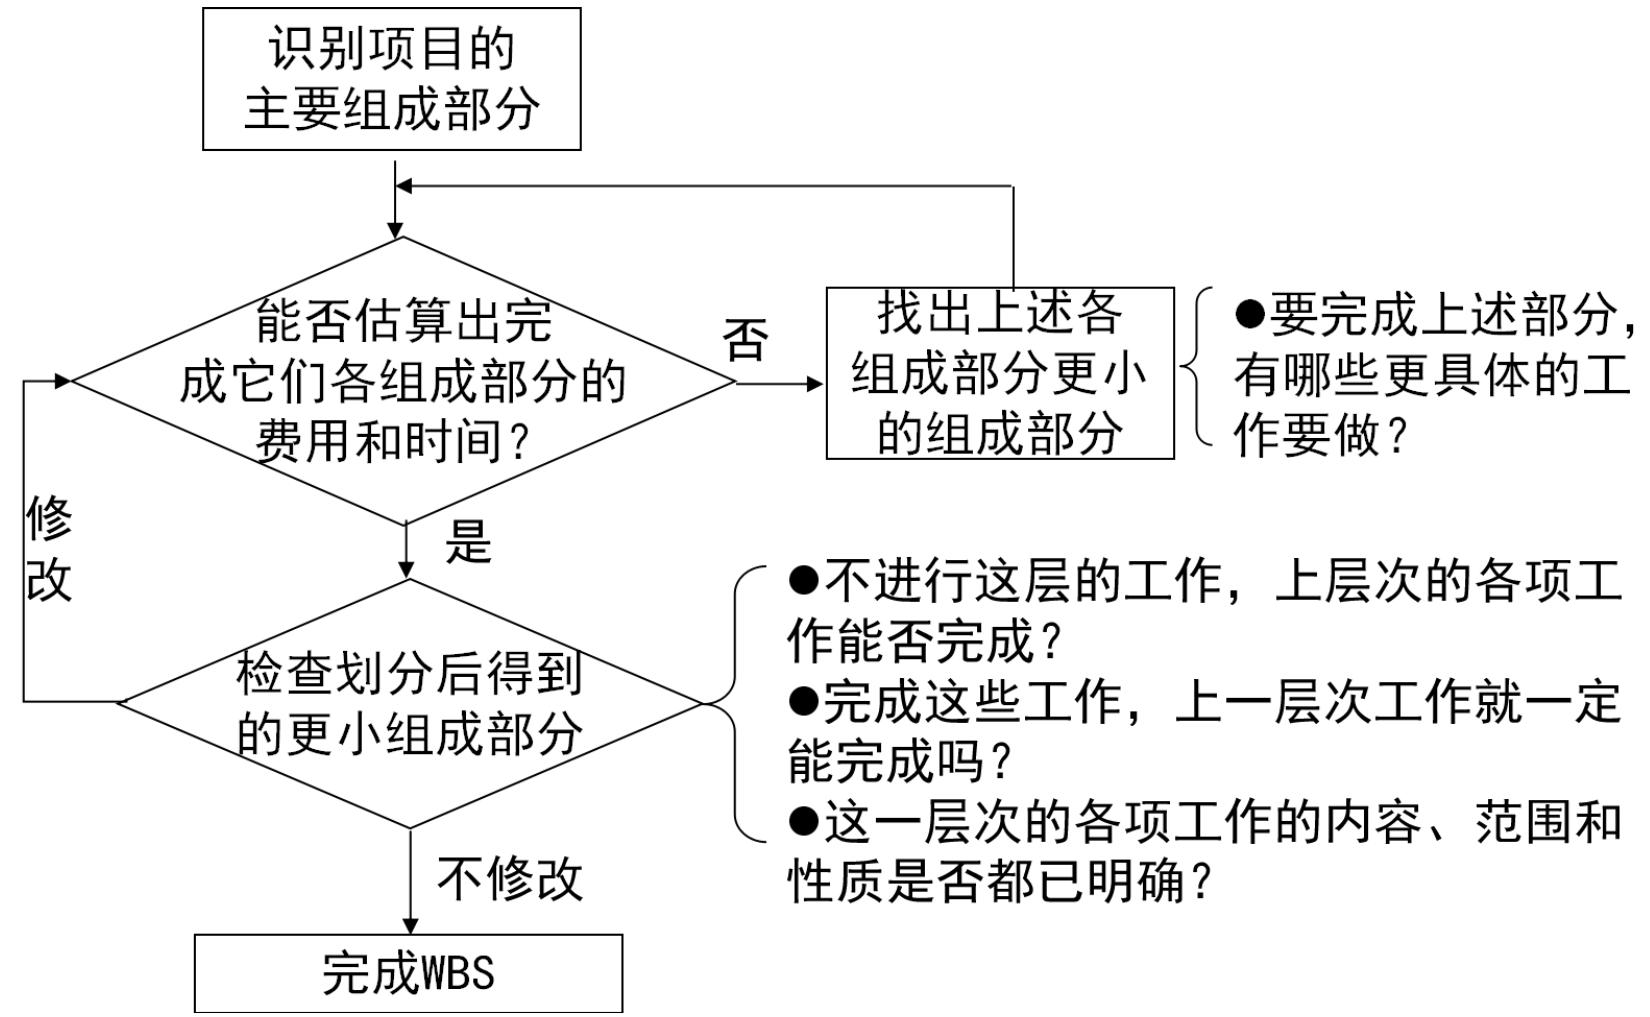 识别项目的
主要组成部分
能否估算出完
成它们各组成部分的
费用和时间?
否
找出上述各
组成部分更小
的组成部分
●要完成上述部分,
有哪些更具体的工
作要做?
修
改
是
检查划分后得到
的更小组成部分
●不进行这层的工作, 上层次的各项工
作能否完成?
●完成这些工作, 上一层次工作就一定
能完成吗?
●这一层次的各项工作的内容、范围和
性质是否都已明确?
不修改
完成WBS